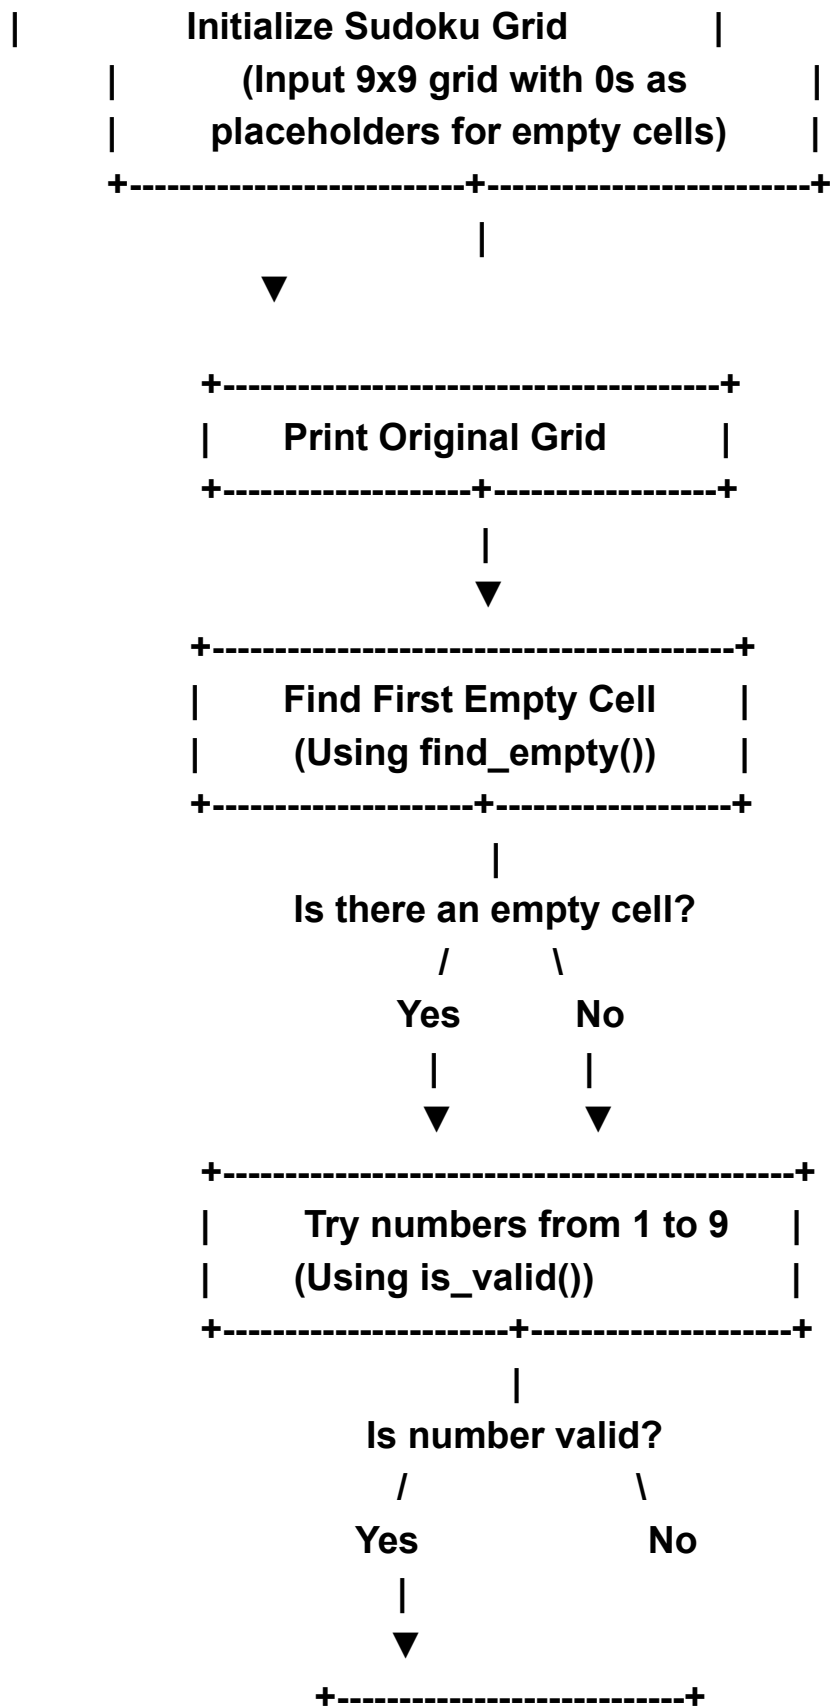 |                Initialize Sudoku Grid              |
|            (Input 9x9 grid with 0s as            |
|         placeholders for empty cells)        |
+---------------------------+--------------------------+
|
▼
+----------------------------------------+
|       Print Original Grid           |
+--------------------+------------------+
|
▼
+------------------------------------------+
|        Find First Empty Cell        |
|         (Using find_empty())        |
+---------------------+-------------------+
|
Is there an empty cell?
/          \
Yes           No
|               |
▼             ▼
+----------------------------------------------+
|         Try numbers from 1 to 9      |
|        (Using is_valid())                  |
+-----------------------+---------------------+
|
Is number valid?
/                      \
Yes                      No
|
▼
+----------------------------+